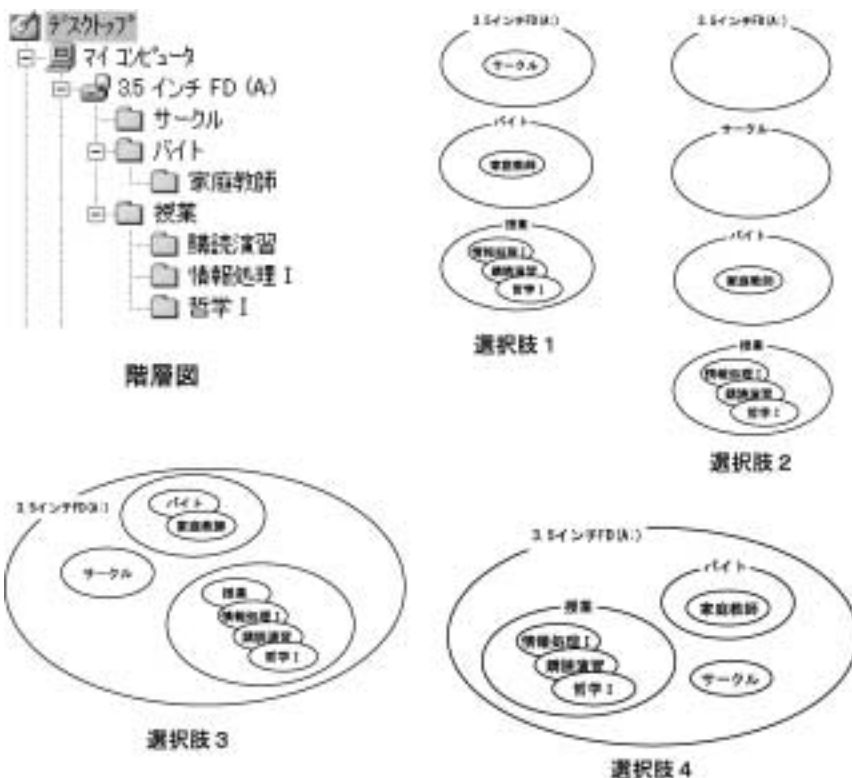 デスクトップ
マイ コンピュータ
3.5 インチ FD (A:)
サークル
バイト
家庭教師
授業
購読演習
情報処理 I
哲学 I
階層図
3.5インチFD(A:)
サークル
バイト
家庭教師
授業
情報処理 I
購読演習
哲学 I
選択肢 1
3.5インチFD(A:)
サークル
バイト
家庭教師
授業
情報処理 I
購読演習
哲学 I
選択肢 2
3.5インチFD(A:)
バイト
家庭教師
サークル
授業
情報処理 I
購読演習
哲学 I
選択肢 3
3.5インチFD(A:)
バイト
家庭教師
授業
情報処理 I
購読演習
哲学 I
サークル
選択肢 4